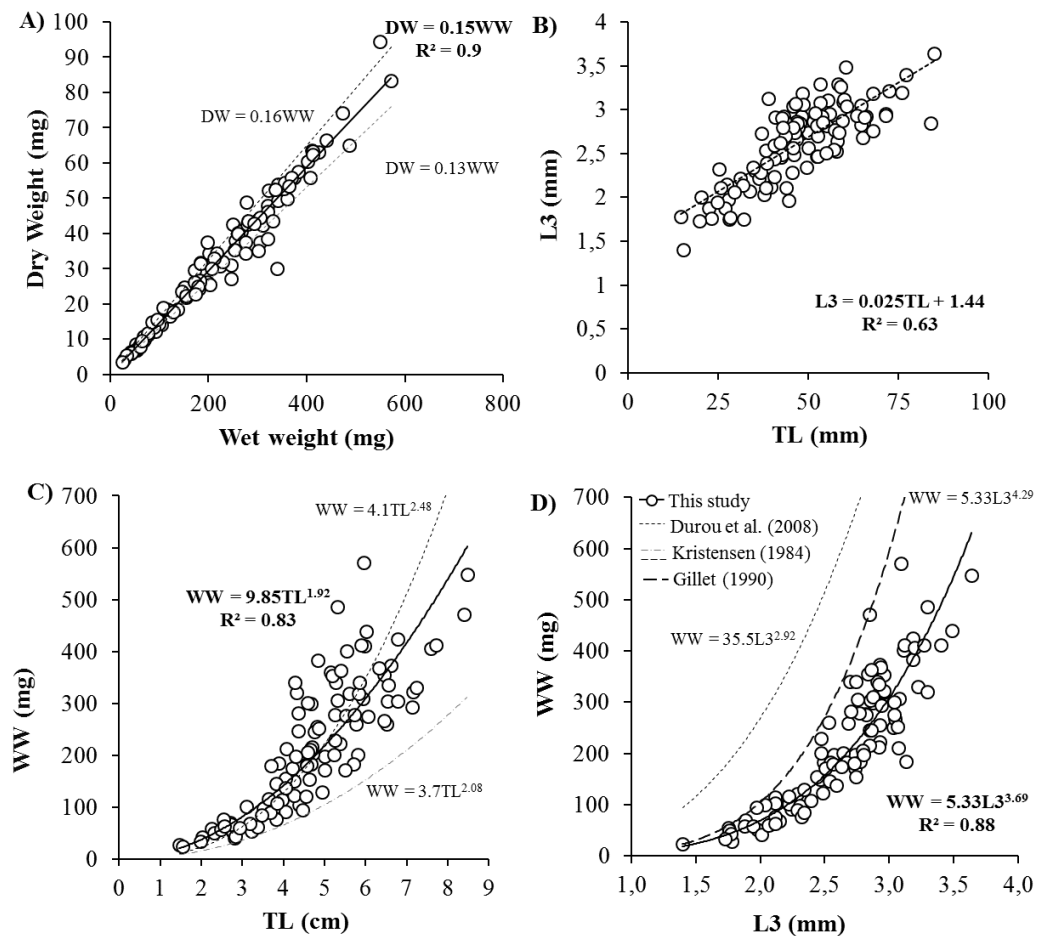 A)
DW = 0.15WW
R² = 0.9
DW = 0.16WW
DW = 0.13WW
Dry Weight (mg)
100
90
80
70
60
50
40
30
20
10
0
0 200 400 600 800
Wet weight (mg)
B)
L3 (mm)
4
3,5
3
2,5
2
1,5
1
0,5
0
L3 = 0.025TL + 1.44
R² = 0.63
0 25 50 75 100
TL (mm)
C)
WW = 4.1TL^2.48
WW = 9.85TL^1.92
R² = 0.83
WW = 3.7TL^2.08
WW (mg)
700
600
500
400
300
200
100
0
0 1 2 3 4 5 6 7 8 9
TL (cm)
D)
This study
Durou et al. (2008)
Kristensen (1984)
Gillet (1990)
WW = 5.33L3^4.29
WW = 35.5L3^2.92
WW = 5.33L3^3.69
R² = 0.88
WW (mg)
700
600
500
400
300
200
100
0
1,0 1,5 2,0 2,5 3,0 3,5 4,0
L3 (mm)